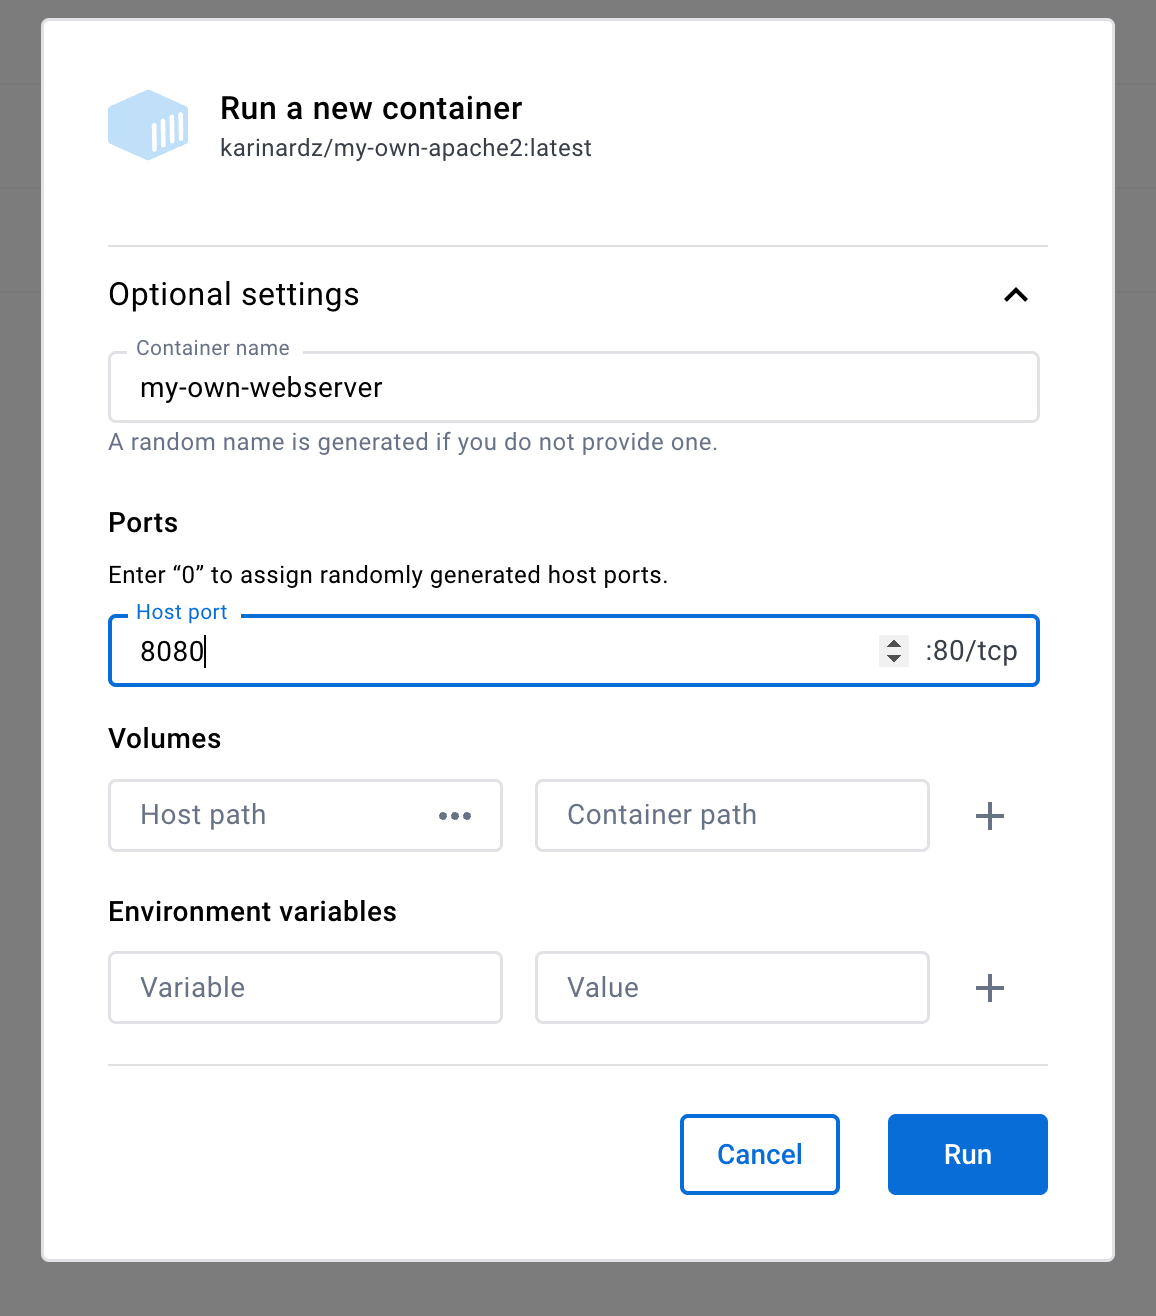 Run a new container
karinardz/my-own-apache2:latest
Optional settings
Container name
my-own-webserver
A random name is generated if you do not provide one.
Ports
Enter “0” to assign randomly generated host ports.
Host port
8080 :80/tcp
Volumes
Host path Container path
Environment variables
Variable Value
Cancel Run